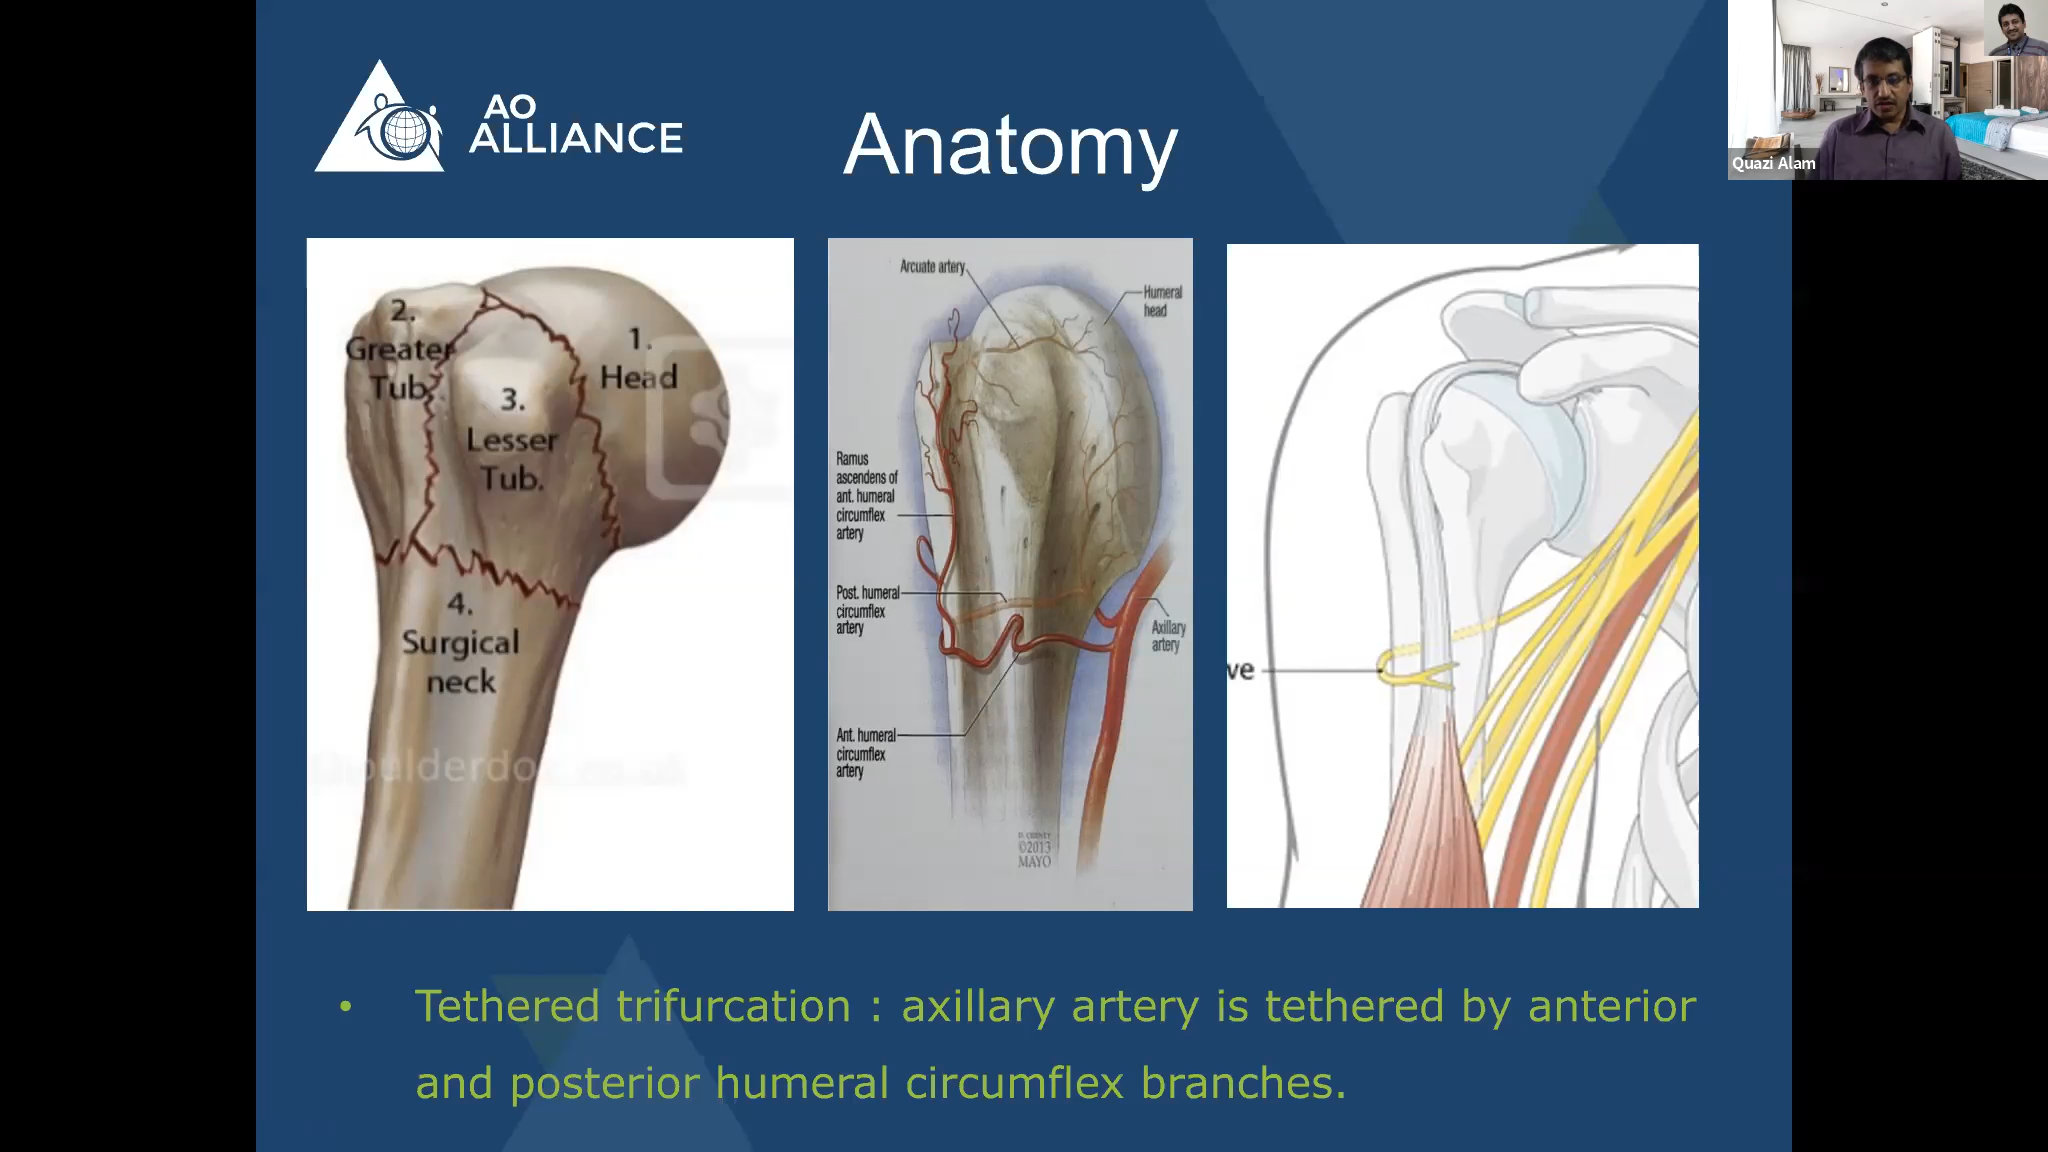 AO
ALLIANCE
Anatomy
Quazi Alam
2.
Greater
Tub.
1.
Head
3.
Lesser
Tub.
4.
Surgical
neck
Arcuate artery
Humeral
head
Ramus
ascendens of
ant. humeral
circumflex
artery
Post. humeral
circumflex
artery
Axillary
artery
Ant. humeral
circumflex
artery
©2013
MAYO
ve
• Tethered trifurcation : axillary artery is tethered by anterior
and posterior humeral circumflex branches.